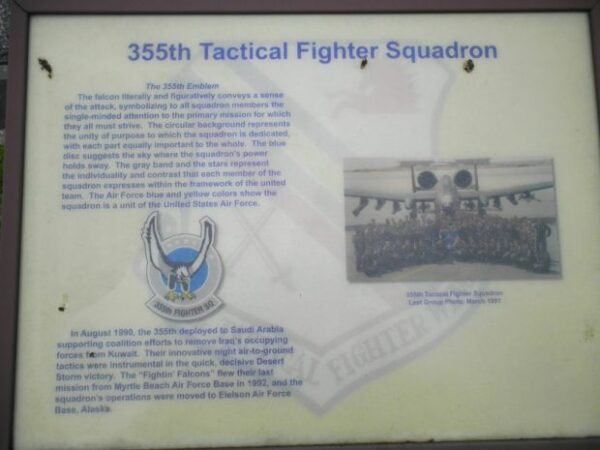 355th Tactical Fighter Squadron
The 355th Emblem
The falcon literally and figuratively conveys a sense
of the attack, symbolizing to all squadron members the
single-minded attention to the primary mission for which
they all must strive. The circular background represents
the unity of purpose to which the squadron is dedicated,
with each part equally important to the whole. The blue
disc suggests the sky where the squadron's power
holds sway. The gray band and the stars represent
the individuality and contrast that each member of the
squadron expresses within the framework of the united
team. The Air Force blue and yellow colors show the
squadron is a unit of the United States Air Force.
355TH FIGHTER SQ
355th Tactical Fighter Squadron
Last Group Photo, March 1991
In August 1990, the 355th deployed to Saudi Arabia
supporting coalition efforts to remove Iraq's occupying
forces from Kuwait. Their innovative night air-to-ground
tactics were instrumental in the quick, decisive Desert
Storm victory. The "Fightin' Falcons" flew their last
mission from Myrtle Beach Air Force Base in 1992, and the
squadron's operations were moved to Eielson Air Force
Base, Alaska.
FIGHTER